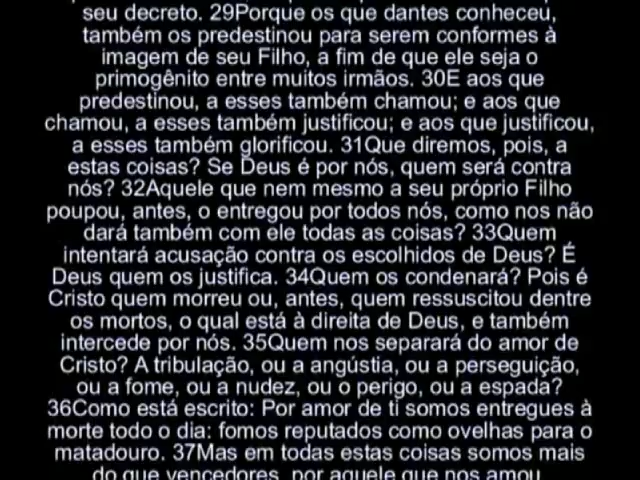 seu decreto. 29Porque os que dantes conheceu,
também os predestinou para serem conformes à
imagem de seu Filho, a fim de que ele seja o
primogênito entre muitos irmãos. 30E aos que
predestinou, a esses também chamou; e aos que
chamou, a esses também justificou; e aos que justificou,
a esses também glorificou. 31Que diremos, pois, a
estas coisas? Se Deus é por nós, quem será contra
nós? 32Aquele que nem mesmo a seu próprio Filho
poupou, antes, o entregou por todos nós, como nos não
dará também com ele todas as coisas? 33Quem
intentará acusação contra os escolhidos de Deus? É
Deus quem os justifica. 34Quem os condenará? Pois é
Cristo quem morreu ou, antes, quem ressuscitou dentre
os mortos, o qual está à direita de Deus, e também
intercede por nós. 35Quem nos separará do amor de
Cristo? A tribulação, ou a angústia, ou a perseguição,
ou a fome, ou a nudez, ou o perigo, ou a espada?
36Como está escrito: Por amor de ti somos entregues à
morte todo o dia: fomos reputados como ovelhas para o
matadouro. 37Mas em todas estas coisas somos mais
do que vencedores, por aquele que nos amou